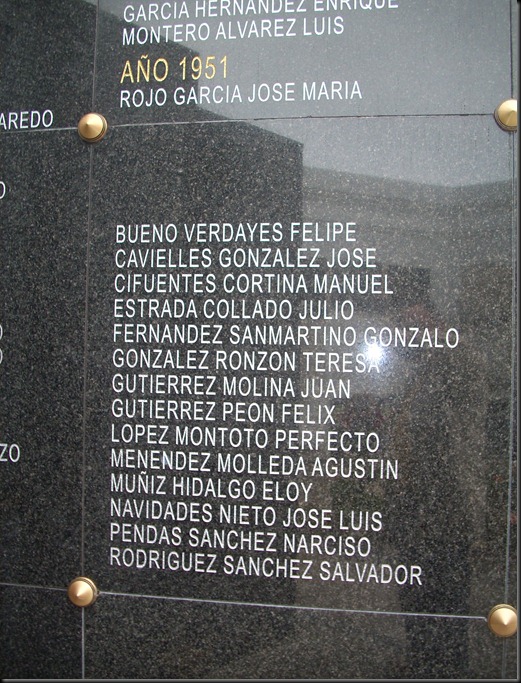 GARCIA HERNANDEZ ENRIQUE
MONTERO ALVAREZ LUIS
AÑO 1951
ROJO GARCIA JOSE MARIA
AREDO
BUENO VERDAYES FELIPE
CAVIELLES GONZALEZ JOSE
CIFUENTES CORTINA MANUEL
ESTRADA COLLADO JULIO
FERNANDEZ SANMARTINO GONZALO
GONZALEZ RONZON TERESA
GUTIERREZ MOLINA JUAN
GUTIERREZ PEON FELIX
LOPEZ MONTOTO PERFECTO
MENENDEZ MOLLEDA AGUSTIN
MUÑIZ HIDALGO ELOY
NAVIDADES NIETO JOSE LUIS
PENDAS SANCHEZ NARCISO
RODRIGUEZ SANCHEZ SALVADOR
ZO